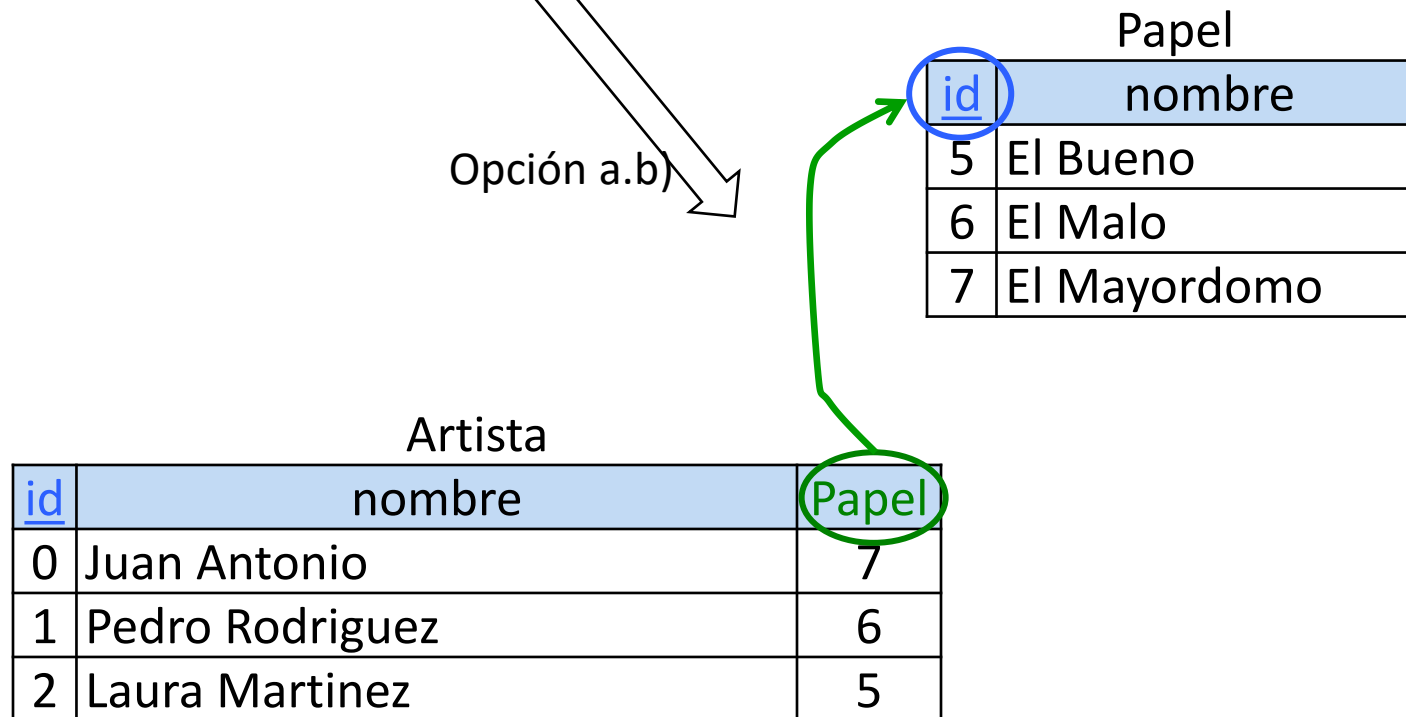 Papel
id nombre
5 El Bueno
6 El Malo
7 El Mayordomo
Opción a.b)
Artista
id nombre Papel
0 Juan Antonio 7
1 Pedro Rodriguez 6
2 Laura Martinez 5